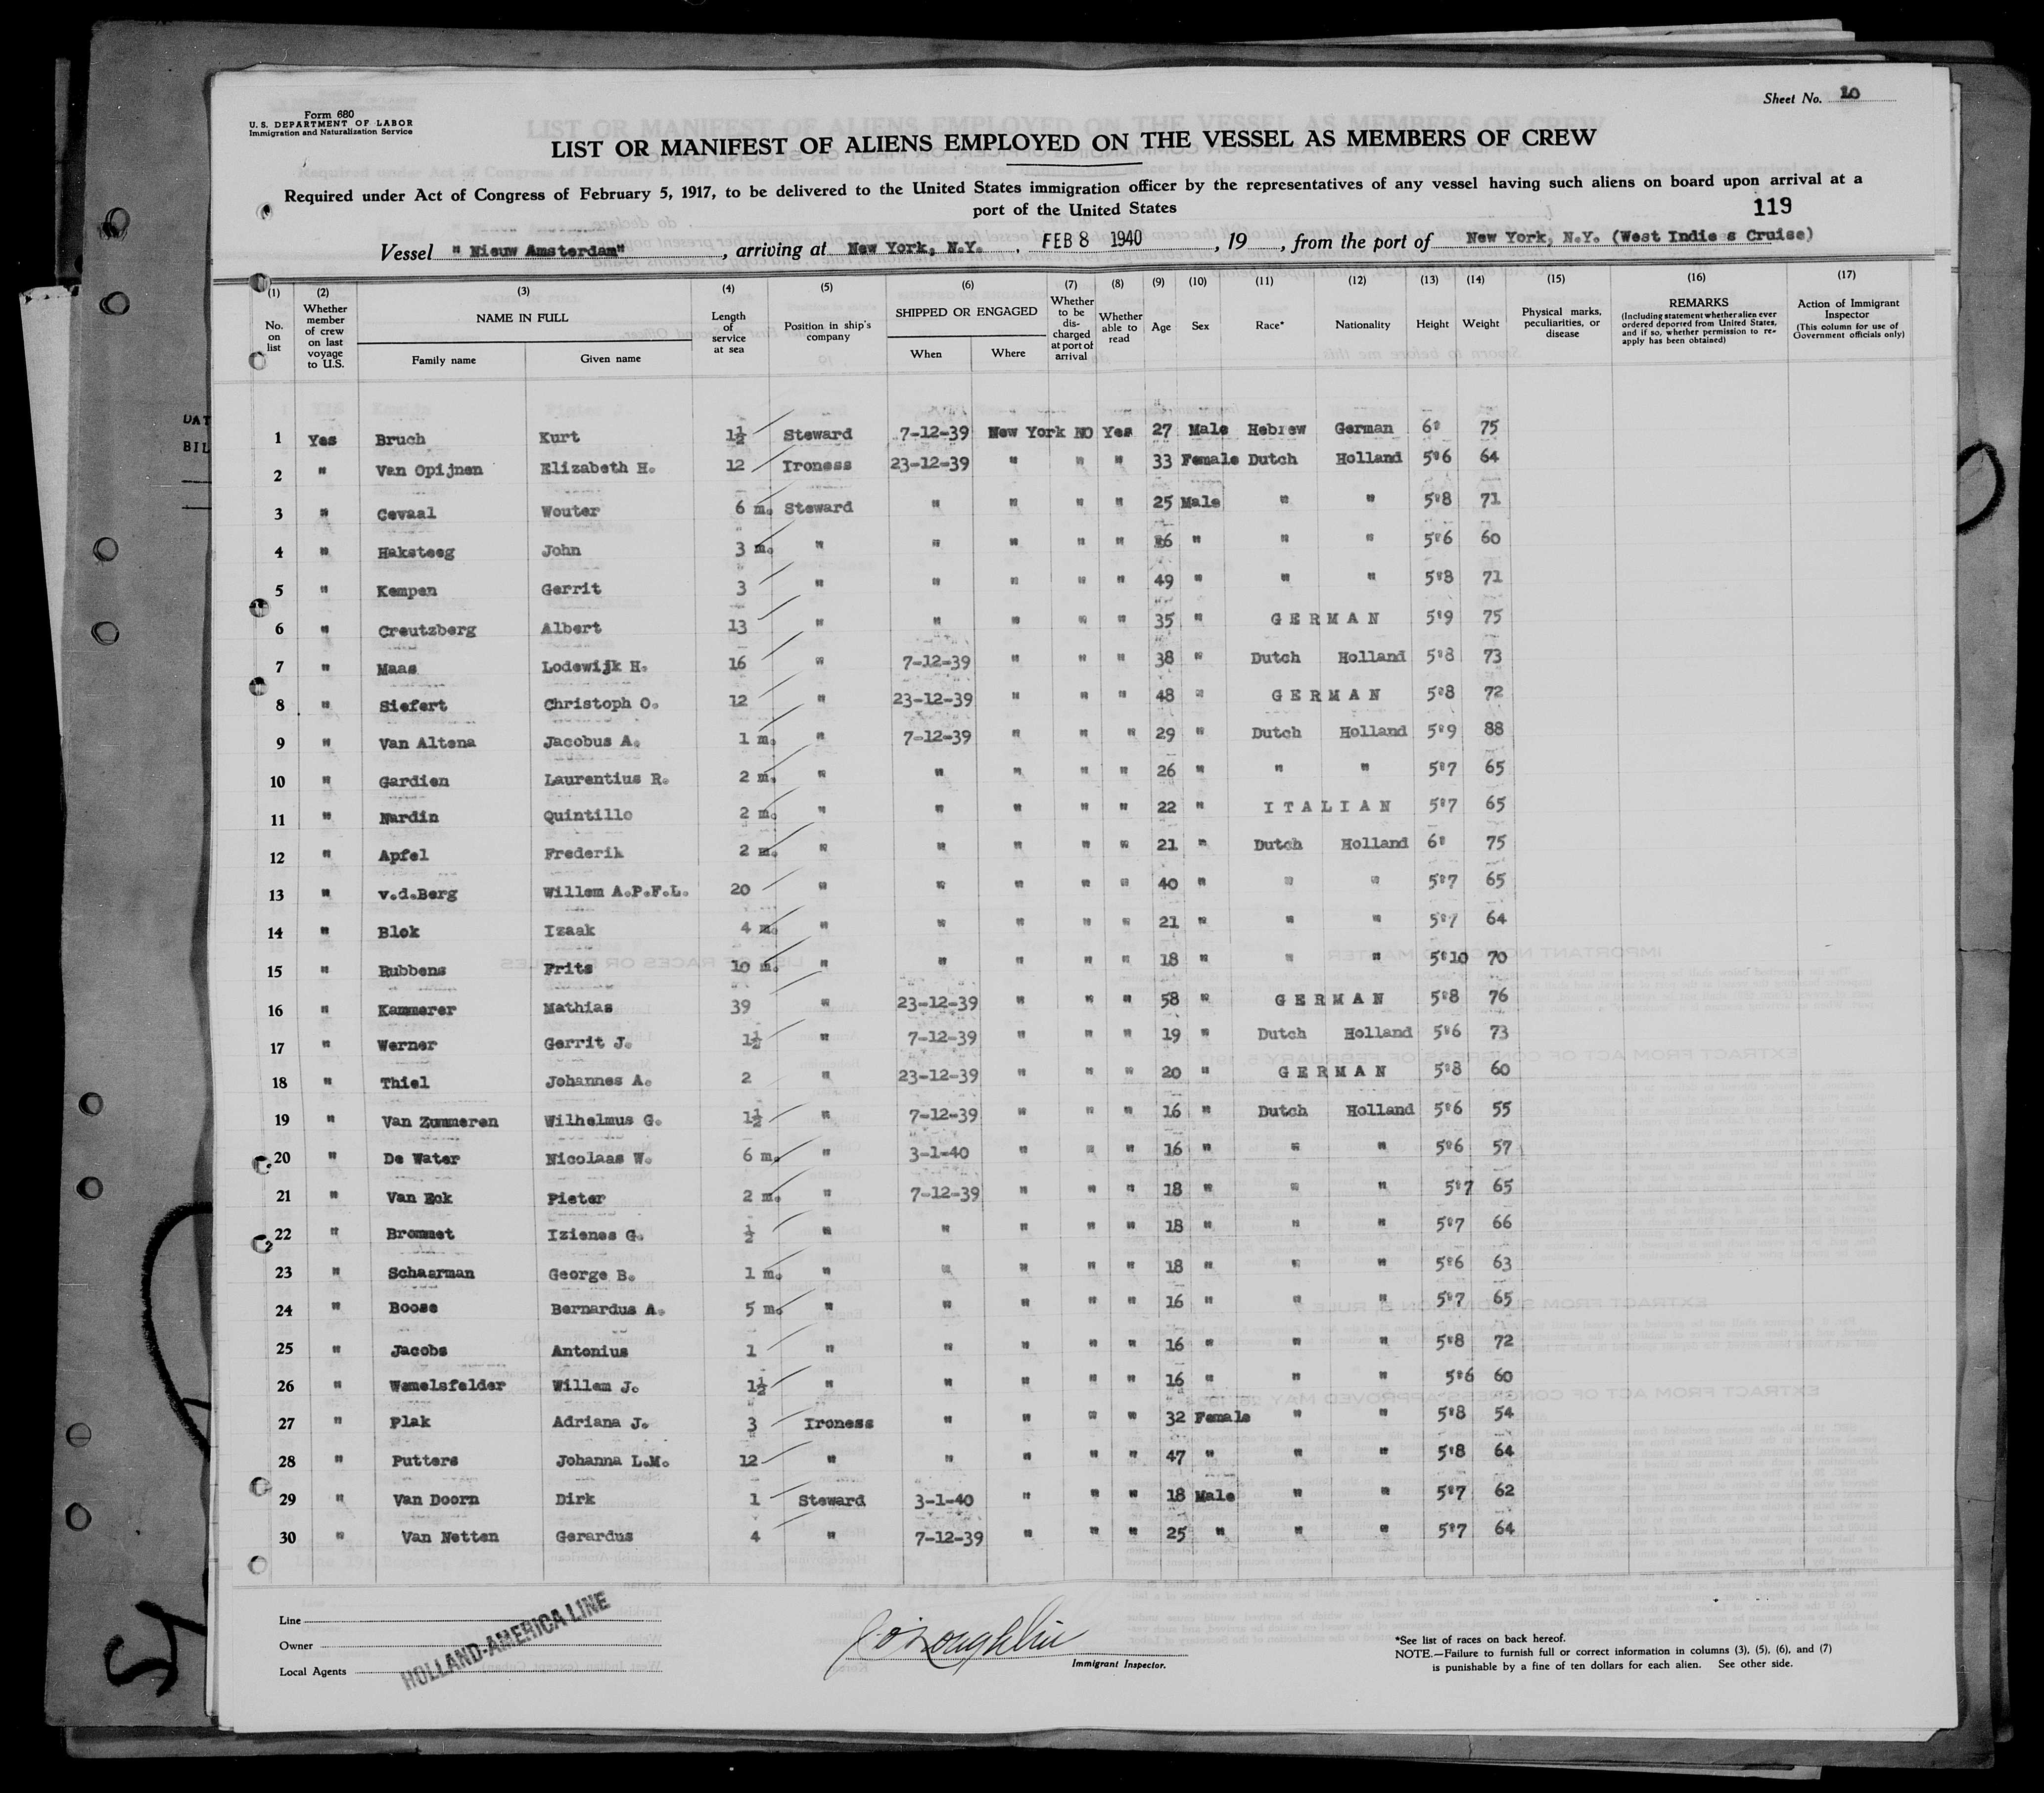 Form 680
U. S. DEPARTMENT OF LABOR
Immigration and Naturalization Service
Sheet No. 10
LIST OR MANIFEST OF ALIENS EMPLOYED ON THE VESSEL AS MEMBERS OF CREW
Required under Act of Congress of February 5, 1917, to be delivered to the United States immigration officer by the representatives of any vessel having such aliens on board upon arrival at a
port of the United States
119
Vessel " Nieuw Amsterdam" , arriving at New York, N.Y. , FEB 8 1940 , 19 , from the port of New York, N.Y. (West Indies Cruise)
(1) No. on list
(2) Whether member of crew on last voyage to U.S.
(3) NAME IN FULL
Family name Given name
(4) Length of service at sea
(5) Position in ship's company
(6) SHIPPED OR ENGAGED
When Where
(7) Whether to be dis-charged at port of arrival
(8) Whether able to read
(9) Age
(10) Sex
(11) Race*
(12) Nationality
(13) Height
(14) Weight
(15) Physical marks, peculiarities, or disease
(16) REMARKS
(Including statement whether alien ever ordered deported from United States, and if so, whether permission to re-apply has been obtained)
(17) Action of Immigrant Inspector
(This column for use of Government officials only)
1 Yes Bruch Kurt 1½ Steward 7-12-39 New York NO Yes 27 Male Hebrew German 6' 75
2 " Van Opijnen Elizabeth H. 12 Ironess 23-12-39 " " " 33 Female Dutch Holland 5'6 64
3 " Cevaal Wouter 6 m. Steward " " " " 25 Male " " 5'8 71
4 " Haksteeg John 3 m. " " " " " 26 " " " 5'6 60
5 " Kempen Gerrit 3 " " " " " 49 " " " 5'8 71
6 " Creutzberg Albert 13 " " " " " 35 " GERMAN 5'9 75
7 " Maas Lodewijk H. 16 " 7-12-39 " " " 38 " Dutch Holland 5'8 73
8 " Siefert Christoph O. 12 " 23-12-39 " " " 48 " GERMAN 5'8 72
9 " Van Altena Jacobus A. 1 m. " 7-12-39 " " " 29 " Dutch Holland 5'9 88
10 " Gardien Laurentius R. 2 m. " " " " " 26 " " " 5'7 65
11 " Nardin Quintillo 2 m. " " " " " 22 " ITALIAN 5'7 65
12 " Apfel Frederik 2 m. " " " " " 21 " Dutch Holland 6' 75
13 " v.d.Berg Willem A.P.F.L. 20 " " " " " 40 " " " 5'7 65
14 " Blok Izaak 4 m. " " " " " 21 " " " 5'7 64
15 " Rubbens Frits 10 m. " " " " " 18 " " " 5'10 70
16 " Kammerer Mathias 39 " 23-12-39 " " " 58 " GERMAN 5'8 76
17 " Werner Gerrit J. 1½ " 7-12-39 " " " 19 " Dutch Holland 5'6 73
18 " Thiel Johannes A. 2 " 23-12-39 " " " 20 " GERMAN 5'8 60
19 " Van Zummeren Wilhelmus G. 1½ " 7-12-39 " " " 16 " Dutch Holland 5'6 55
20 " De Water Nicolaas W. 6 m. " 3-1-40 " " " 16 " " " 5'6 57
21 " Van Eck Pieter 2 m. " 7-12-39 " " " 18 " " " 5'7 65
22 " Brommet Izienes G. ½ " " " " " 18 " " " 5'7 66
23 " Schaarman George B. 1 m. " " " " " 18 " " " 5'6 63
24 " Boose Bernardus A. 5 m. " " " " " 16 " " " 5'7 65
25 " Jacobs Antonius 1 " " " " " 16 " " " 5'8 72
26 " Wemelsfelder Willem J. 1½ " " " " " 16 " " " 5'6 60
27 " Plak Adriana J. 3 Ironess " " " " 32 Female " " 5'8 54
28 " Putters Johanna L.M. 12 " " " " " 47 " " " 5'8 64
29 " Van Doorn Dirk 1 Steward 3-1-40 " " " 18 Male " " 5'7 62
30 " Van Netten Gerardus 4 " 7-12-39 " " " 25 " " " 5'7 64
Line
Owner
Local Agents
HOLLAND-AMERICA LINE
J. O'Loughlin
Immigrant Inspector.
*See list of races on back hereof.
NOTE.—Failure to furnish full or correct information in columns (3), (5), (6), and (7)
is punishable by a fine of ten dollars for each alien. See other side.
DAT
BIL